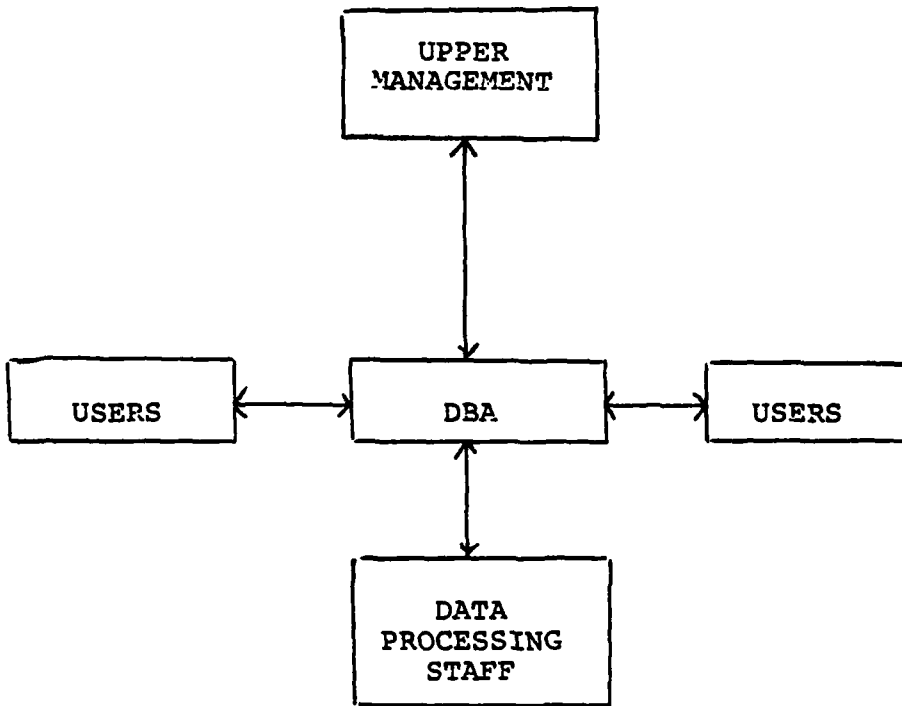 UPPER
MANAGEMENT
USERS
DBA
USERS
DATA
PROCESSING
STAFF